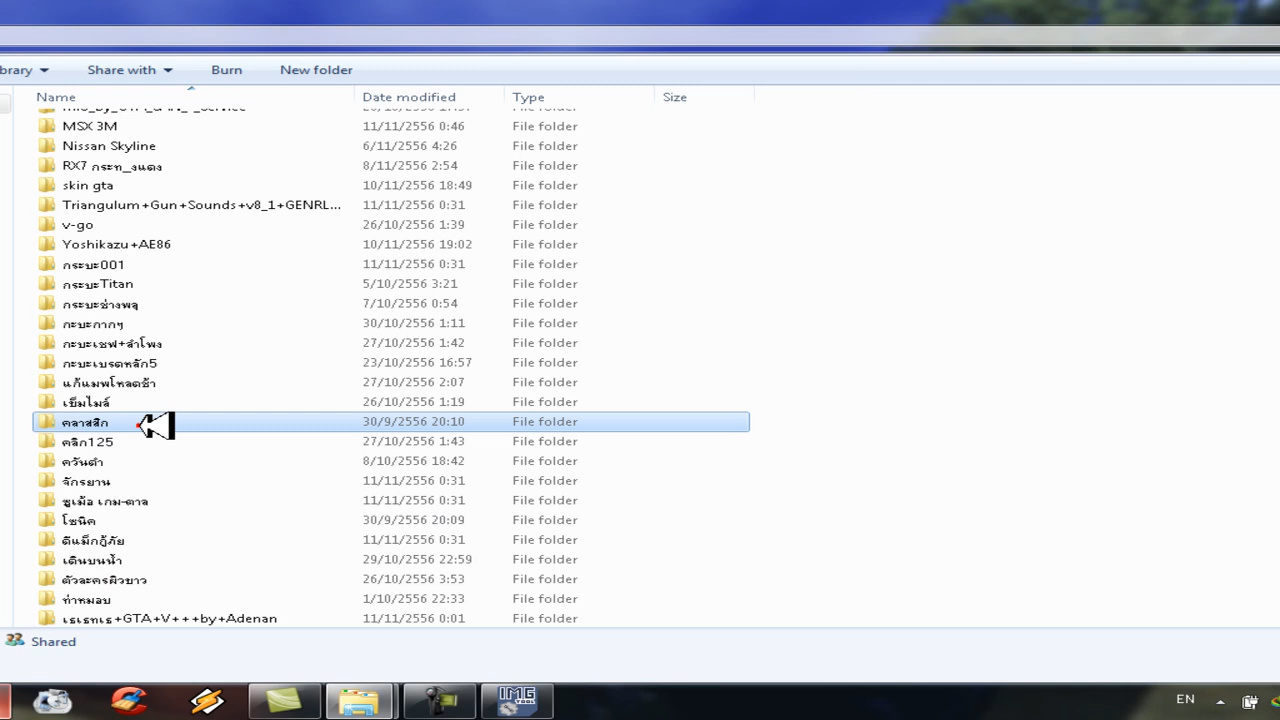 brary Share with Burn New folder
Name Date modified Type Size
MSX 3M 11/11/2556 0:46 File folder
Nissan Skyline 6/11/2556 4:26 File folder
RX7 กระท_งแดง 8/11/2556 2:54 File folder
skin gta 10/11/2556 18:49 File folder
Triangulum+Gun+Sounds+v8_1+GENRL... 11/11/2556 0:31 File folder
v-go 26/10/2556 1:39 File folder
Yoshikazu+AE86 10/11/2556 19:02 File folder
กระบะ001 11/11/2556 0:31 File folder
กระบะTitan 5/10/2556 3:21 File folder
กระบะช่างพลุ 7/10/2556 0:54 File folder
กะบะกากๆ 30/10/2556 1:11 File folder
กะบะเชฟ+ลำโพง 27/10/2556 1:42 File folder
กะบะเบรดหลัก5 23/10/2556 16:57 File folder
แก้แมพโหลดช้า 27/10/2556 2:07 File folder
เข็มไมล์ 26/10/2556 1:19 File folder
คลาสสิก 30/9/2556 20:10 File folder
คลิก125 27/10/2556 1:43 File folder
ควันดำ 8/10/2556 18:42 File folder
จักรยาน 11/11/2556 0:31 File folder
ซูเม้อ เกม-ตาล 11/11/2556 0:31 File folder
โซนิค 30/9/2556 20:09 File folder
ดีแม็กกู้ภัย 11/11/2556 0:31 File folder
เดินบนน้ำ 29/10/2556 22:59 File folder
ตัวละครผิวบาว 26/10/2556 3:53 File folder
ท่าหมอบ 1/10/2556 22:33 File folder
+GTA+V+++by+Adenan 11/11/2556 0:01 File folder
Shared
IMG
TOOL
EN